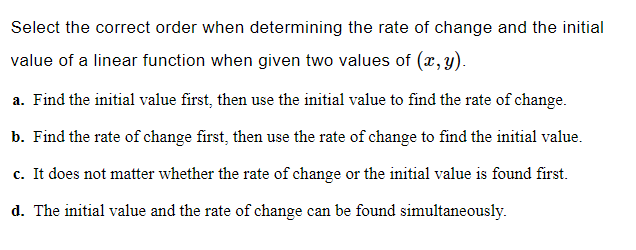 Select the correct order when determining the rate of change and the initial
value of a linear function when given two values of (x, y).
a. Find the initial value first, then use the initial value to find the rate of change.
b. Find the rate of change first, then use the rate of change to find the initial value.
c. It does not matter whether the rate of change or the initial value is found first.
d. The initial value and the rate of change can be found simultaneously.